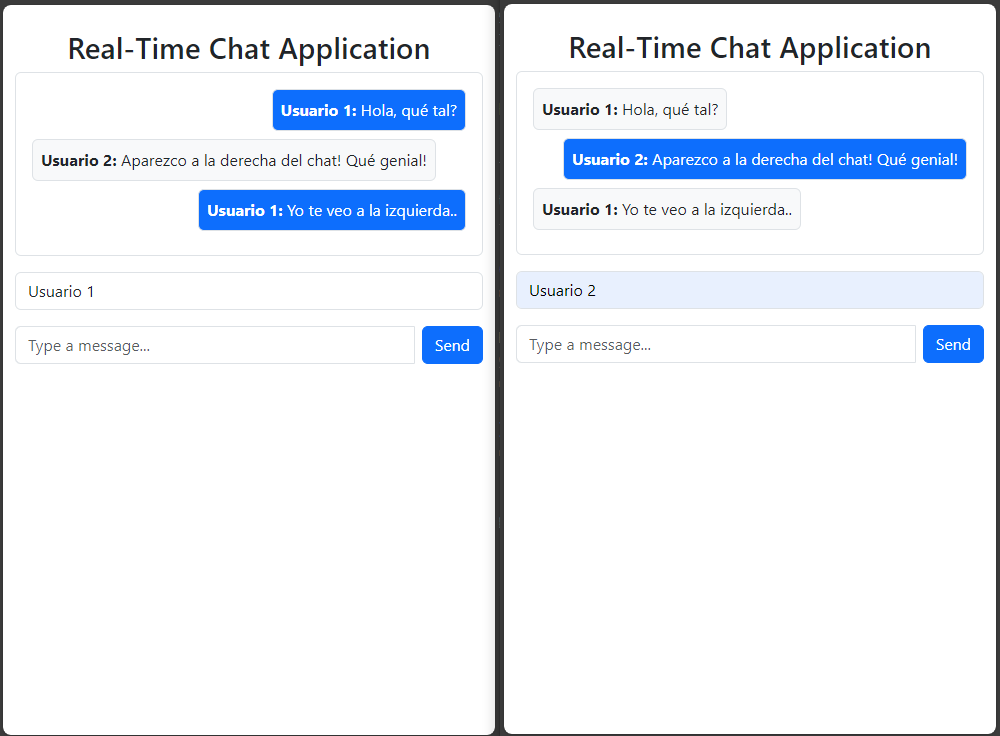 Real-Time Chat Application
Usuario 1: Hola, qué tal?
Usuario 2: Aparezco a la derecha del chat! Qué genial!
Usuario 1: Yo te veo a la izquierda..
Usuario 1
Type a message...
Send
Real-Time Chat Application
Usuario 1: Hola, qué tal?
Usuario 2: Aparezco a la derecha del chat! Qué genial!
Usuario 1: Yo te veo a la izquierda..
Usuario 2
Type a message...
Send